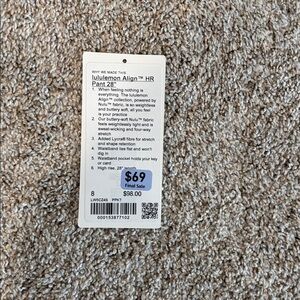 WHY WE MADE THIS
lululemon Align™ HR
Pant 28"
1. When feeling nothing is
everything. The lululemon
Align™ collection, powered by
Nulu™ fabric, is so weightless
and buttery soft, all you feel
is your practice
2. Our buttery-soft Nulu™ fabric
feels weightlessly light and is
sweat-wicking and four-way
stretch
3. Added Lycra® fibre for stretch
and shape retention
4. Waistband lies flat and won't
dig in
5. Waistband pocket holds your key
or card
6. High rise, 28"
$69
Final Sale
8
$98.00
LW5CZ4S PPKT
000153877102